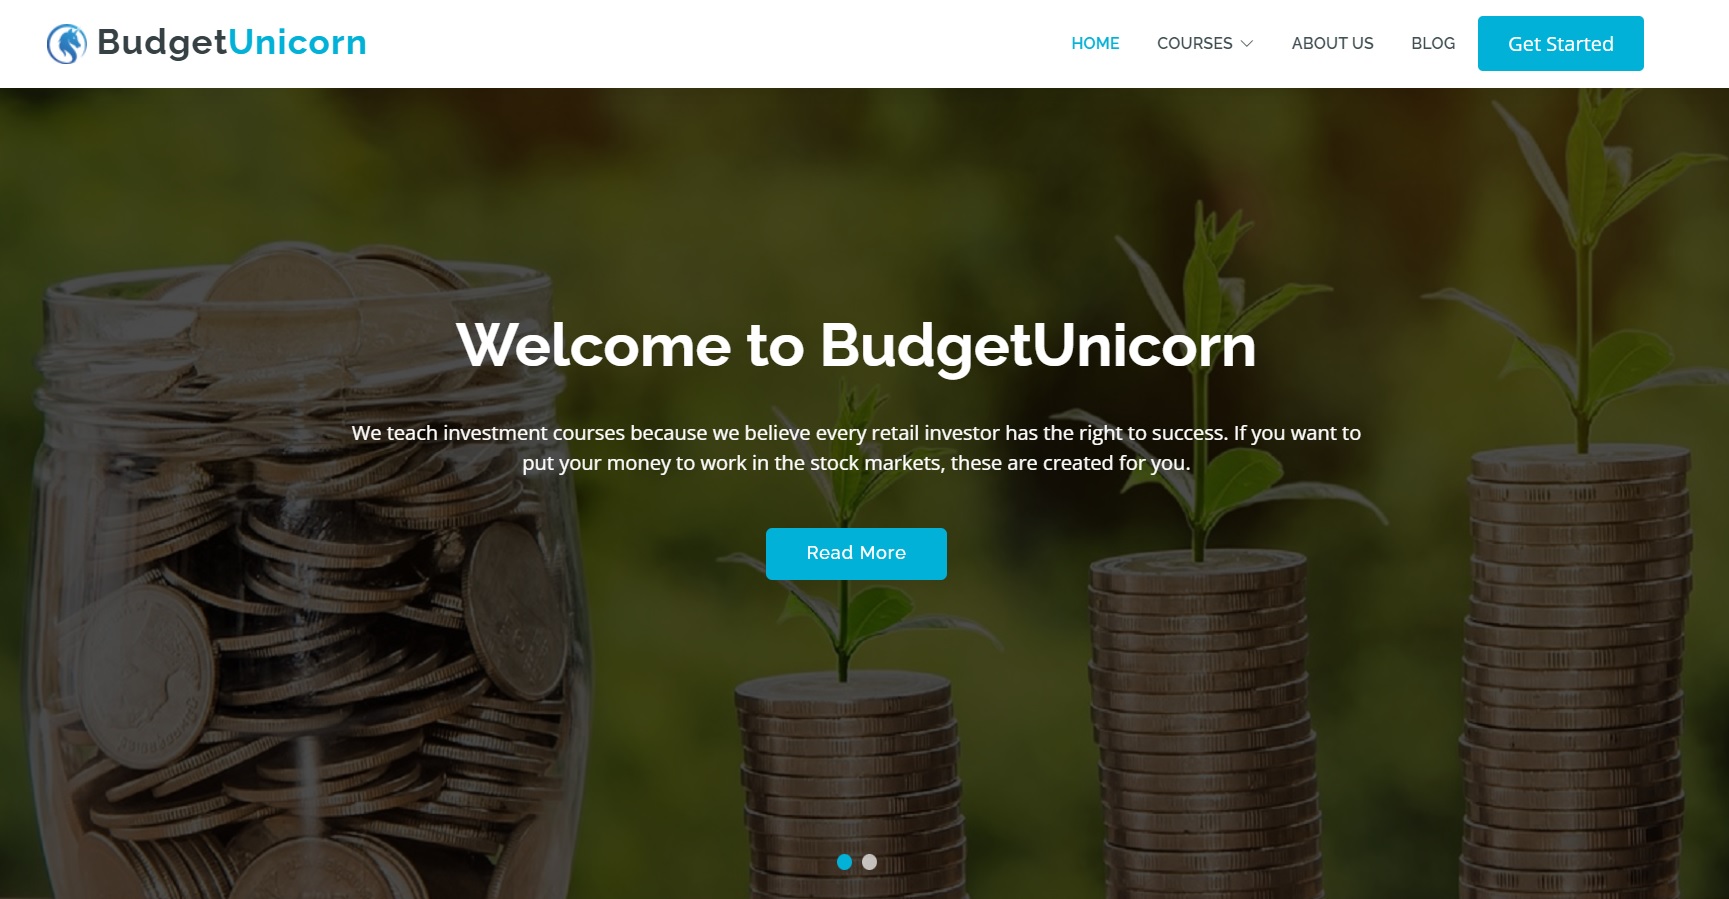 BudgetUnicorn
HOME COURSES ABOUT US BLOG Get Started
Welcome to BudgetUnicorn
We teach investment courses because we believe every retail investor has the right to success. If you want to
put your money to work in the stock markets, these are created for you.
Read More